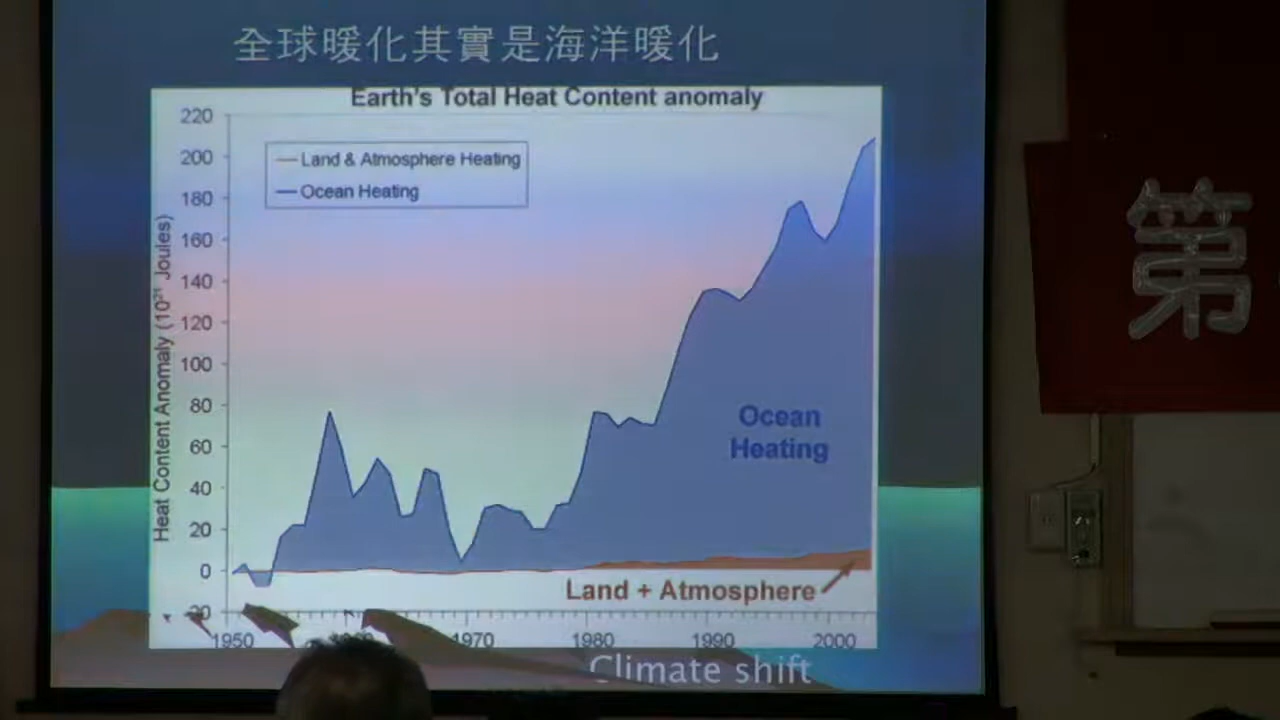 全球暖化其實是海洋暖化
Earth's Total Heat Content anomaly
220
200
180
160
140
120
100
80
60
40
20
0
-20
Heat Content Anomaly (10²¹ Joules)
Land & Atmosphere Heating
Ocean Heating
Ocean
Heating
Land + Atmosphere
1950
1970
1980
1990
2000
Climate shift
第